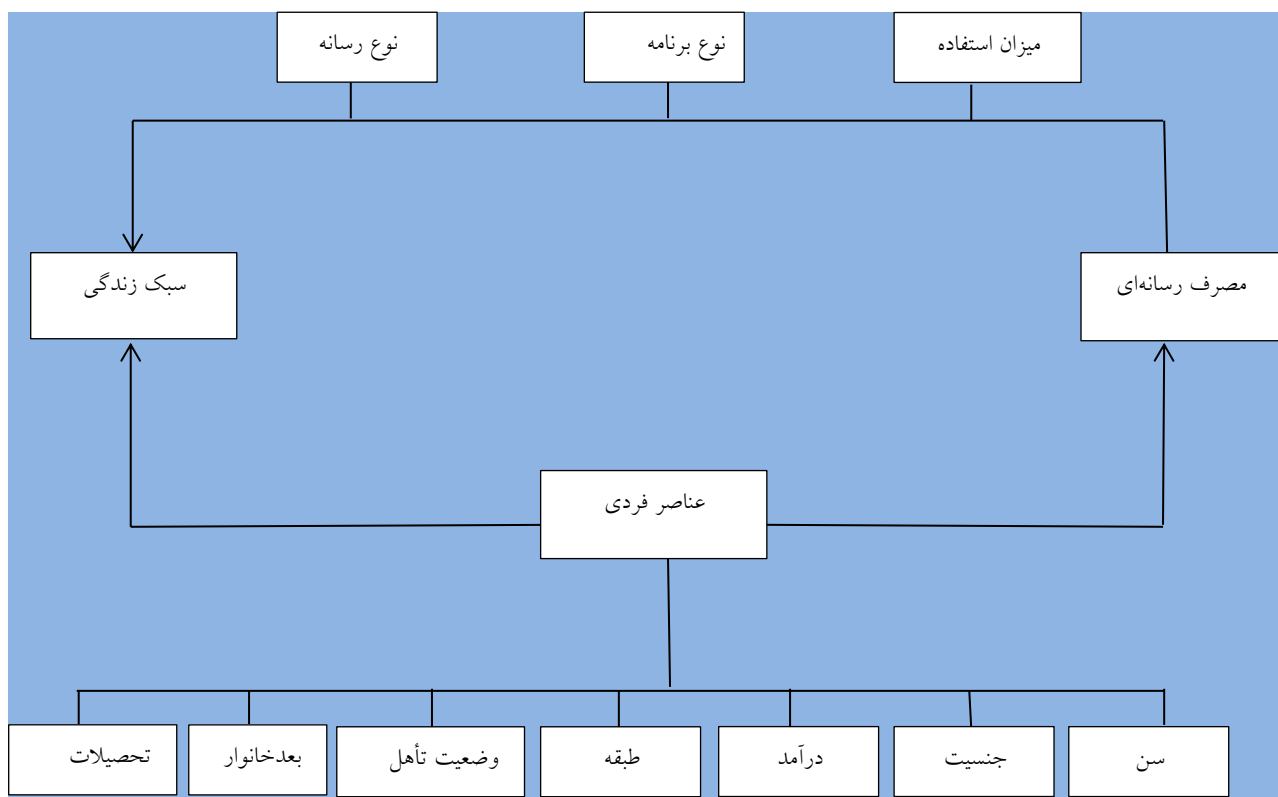 میزان استفاده
نوع برنامه
نوع رسانه
مصرف رسانه‌ای
سبک زندگی
عناصر فردی
سن
جنسیت
درآمد
طبقه
وضعیت تأهل
بعدخانوار
تحصیلات